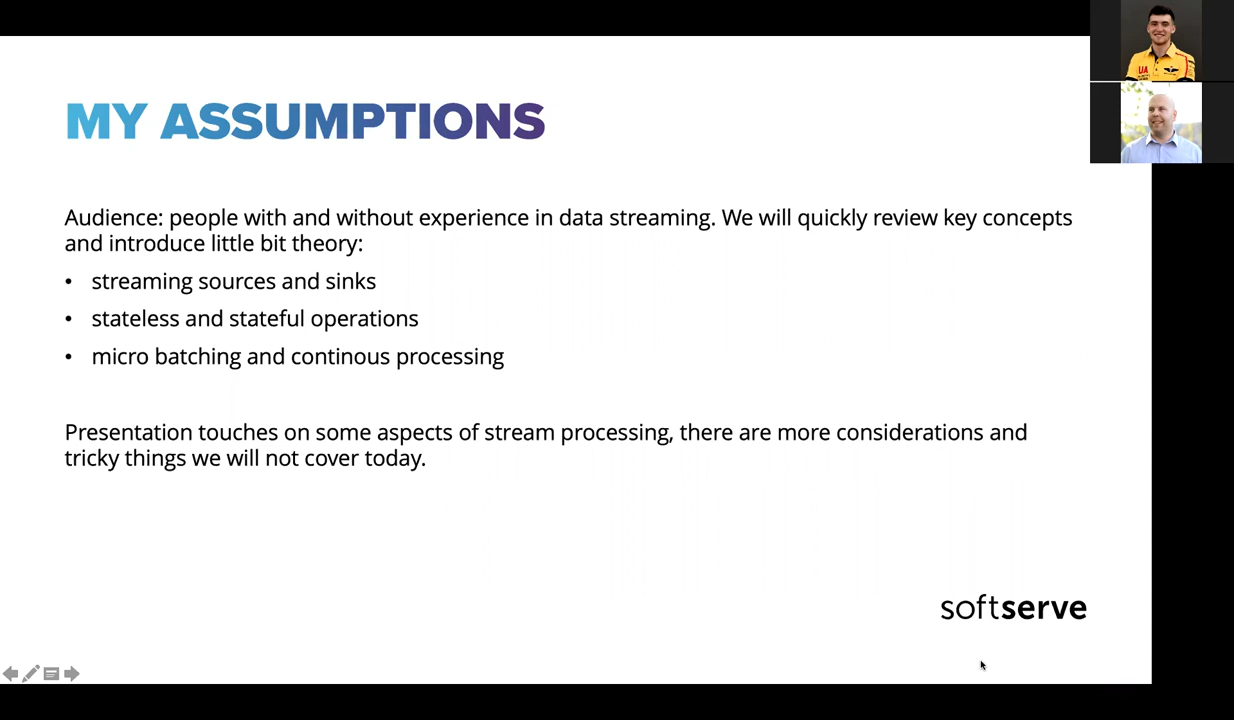 MY ASSUMPTIONS
Audience: people with and without experience in data streaming. We will quickly review key concepts
and introduce little bit theory:
• streaming sources and sinks
• stateless and stateful operations
• micro batching and continous processing
Presentation touches on some aspects of stream processing, there are more considerations and
tricky things we will not cover today.
softserve
UA